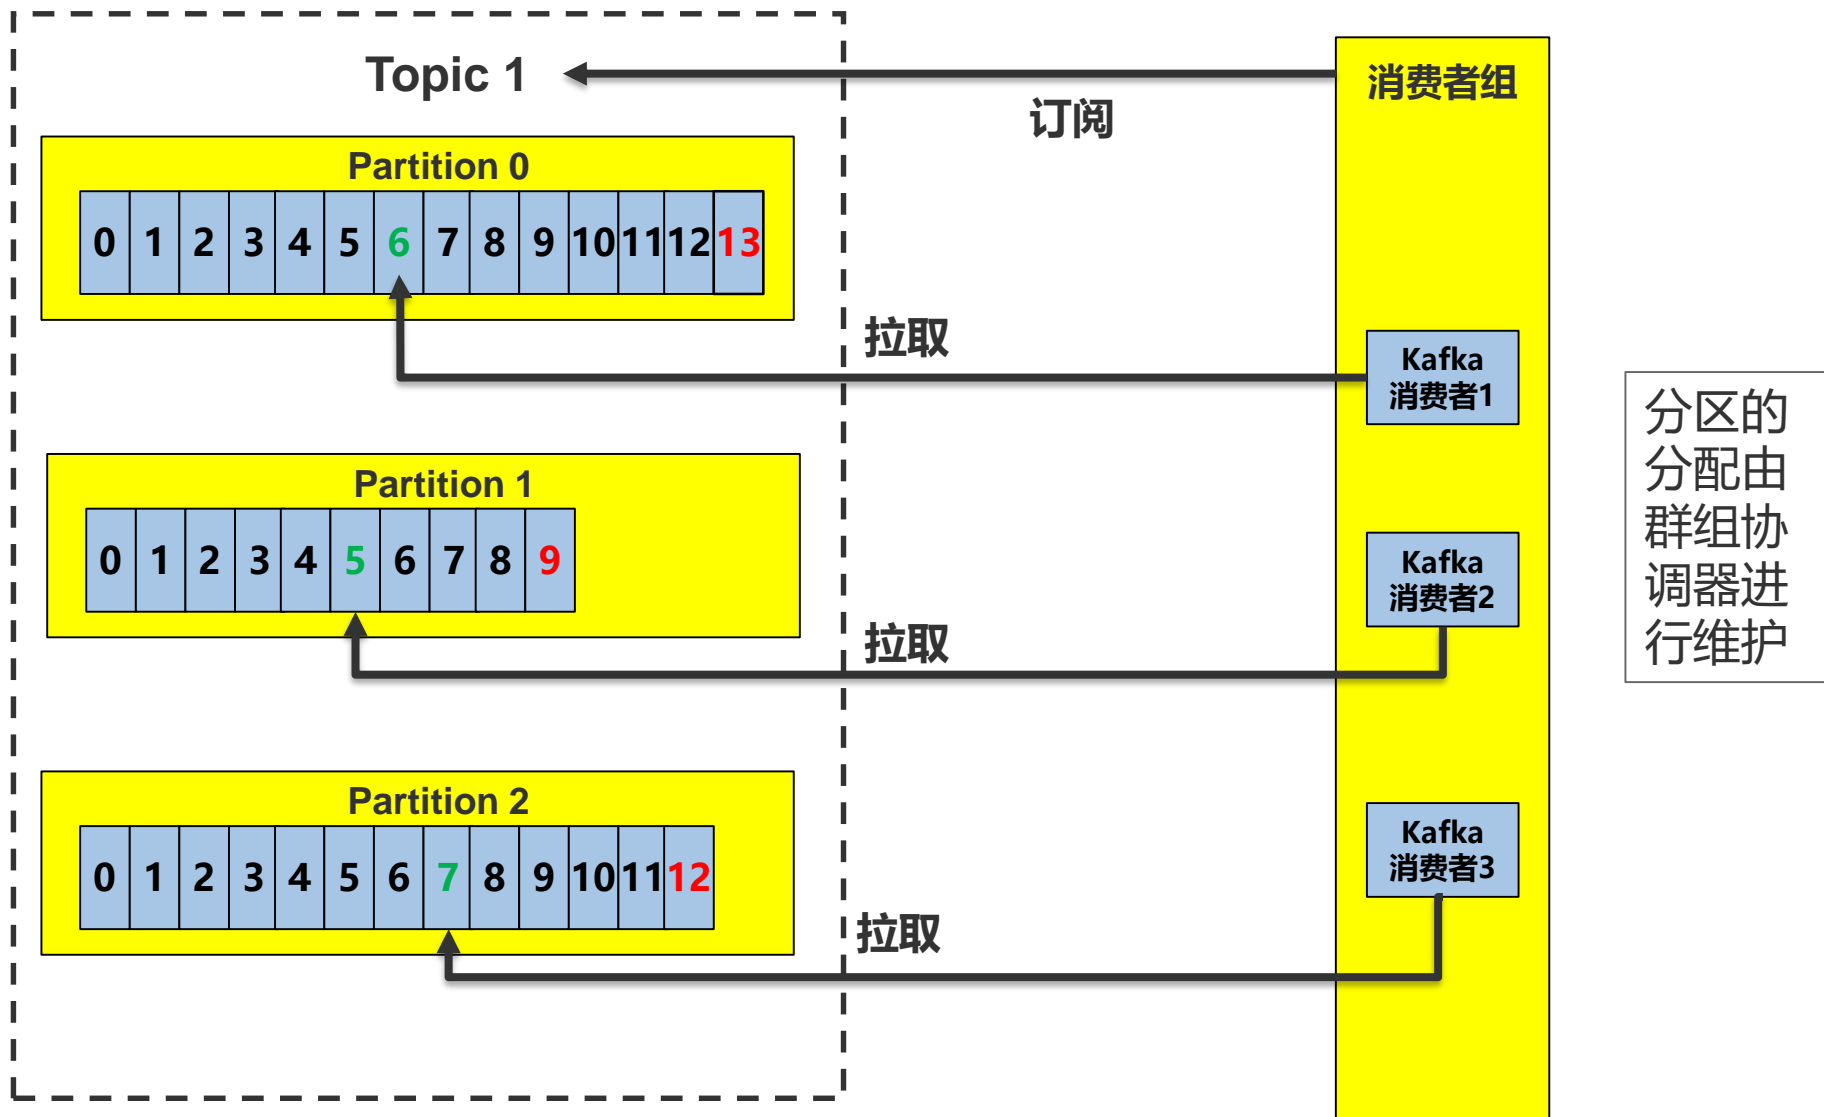 Topic 1
消费者组
订阅
Partition 0
0 1 2 3 4 5 6 7 8 9 10 11 12 13
拉取
Kafka
消费者1
Partition 1
0 1 2 3 4 5 6 7 8 9
拉取
Kafka
消费者2
Partition 2
0 1 2 3 4 5 6 7 8 9 10 11 12
拉取
Kafka
消费者3
分区的
分配由
群组协
调器进
行维护